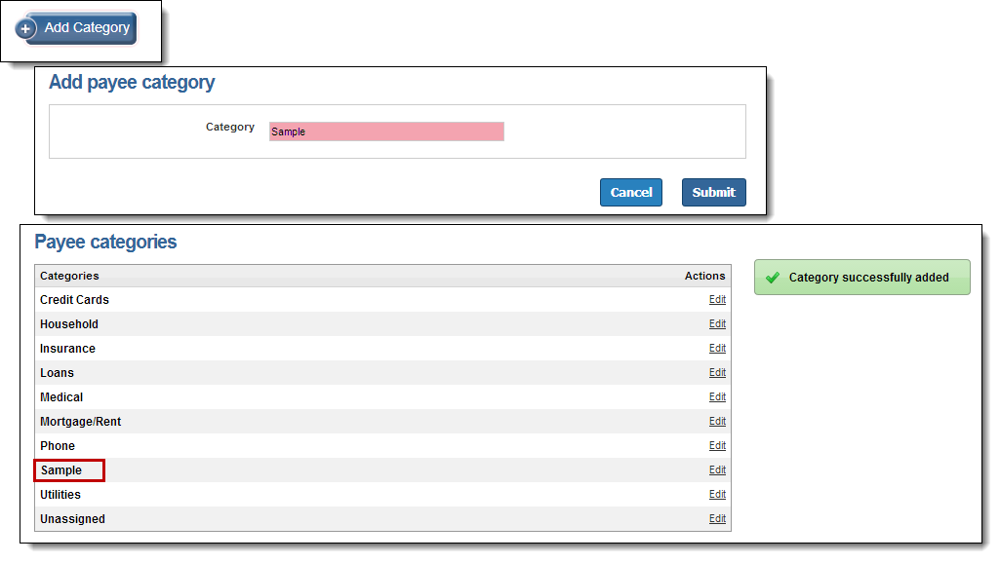 Add Category
Add payee category
Category Sample
Cancel Submit
Payee categories
Categories Actions
Category successfully added
Credit Cards Edit
Household Edit
Insurance Edit
Loans Edit
Medical Edit
Mortgage/Rent Edit
Phone Edit
Sample Edit
Utilities Edit
Unassigned Edit